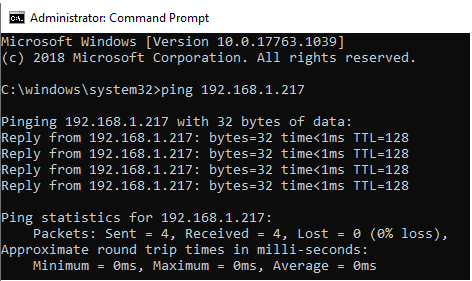 Administrator: Command Prompt
Microsoft Windows [Version 10.0.17763.1039]
(c) 2018 Microsoft Corporation. All rights reserved.
C:\windows\system32>ping 192.168.1.217
Pinging 192.168.1.217 with 32 bytes of data:
Reply from 192.168.1.217: bytes=32 time<1ms TTL=128
Reply from 192.168.1.217: bytes=32 time<1ms TTL=128
Reply from 192.168.1.217: bytes=32 time<1ms TTL=128
Reply from 192.168.1.217: bytes=32 time<1ms TTL=128
Ping statistics for 192.168.1.217:
    Packets: Sent = 4, Received = 4, Lost = 0 (0% loss),
Approximate round trip times in milli-seconds:
    Minimum = 0ms, Maximum = 0ms, Average = 0ms